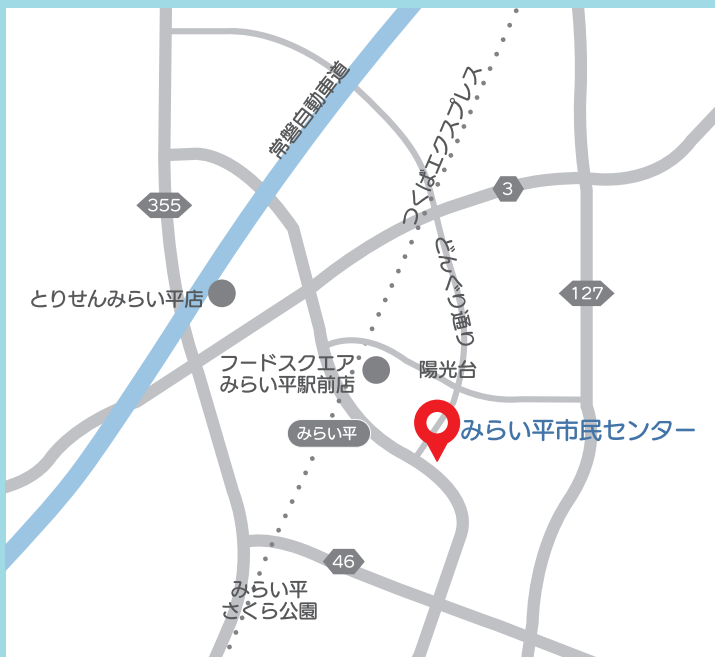 常磐自動車道
つくばエクスプレス
3
355
どんぐり通り
127
とりせんみらい平店
フードスクエア
みらい平駅前店
陽光台
みらい平
みらい平市民センター
46
みらい平
さくら公園